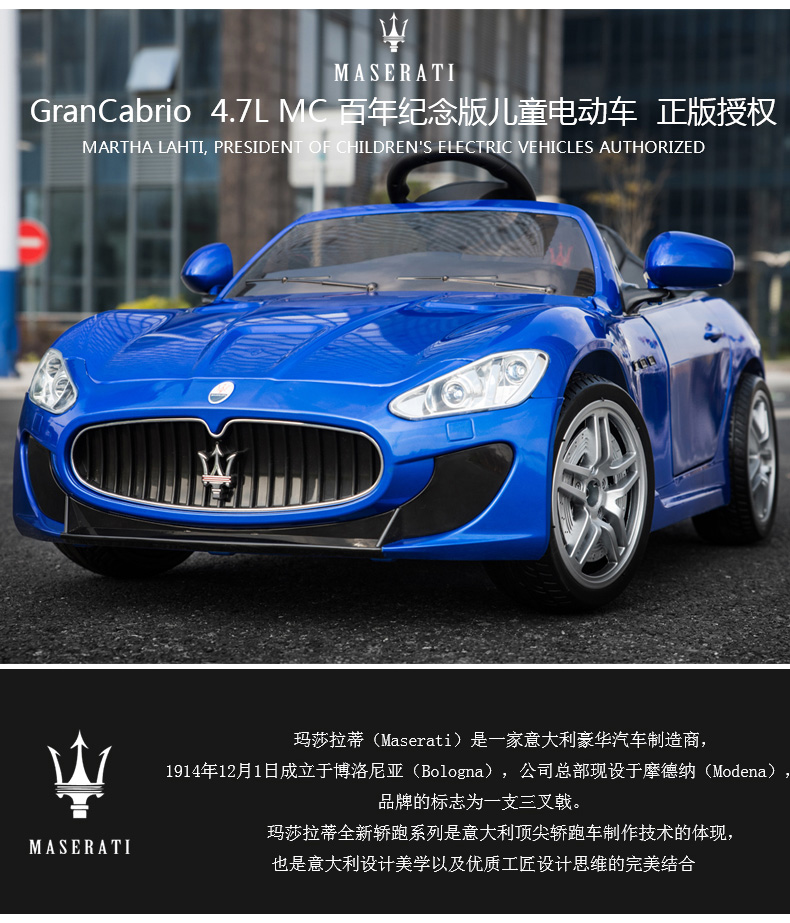 MASERATI
GranCabrio 4.7L MC 百年纪念版儿童电动车 正版授权
MARTHA LAHTI, PRESIDENT OF CHILDREN'S ELECTRIC VEHICLES AUTHORIZED
玛莎拉蒂（Maserati）是一家意大利豪华汽车制造商，
1914年12月1日成立于博洛尼亚（Bologna），公司总部现设于摩德纳（Modena），
品牌的标志为一支三叉戟。
玛莎拉蒂全新轿跑系列是意大利顶尖轿跑车制作技术的体现，
也是意大利设计美学以及优质工匠设计思维的完美结合
MASERATI